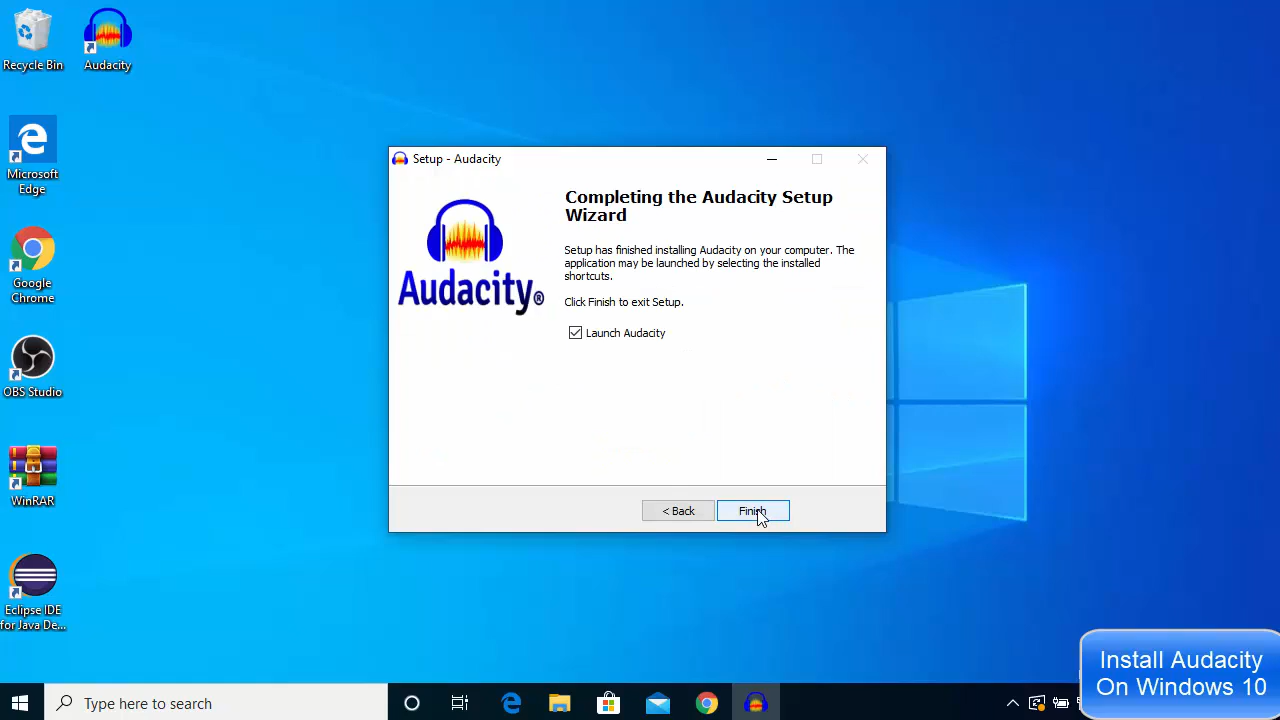 Recycle Bin
Audacity
Microsoft
Edge
Google
Chrome
OBS Studio
WinRAR
Eclipse IDE
for Java De...
Setup - Audacity
Audacity®
Completing the Audacity Setup
Wizard
Setup has finished installing Audacity on your computer. The
application may be launched by selecting the installed
shortcuts.
Click Finish to exit Setup.
Launch Audacity
< Back
Finish
Type here to search
Install Audacity
On Windows 10